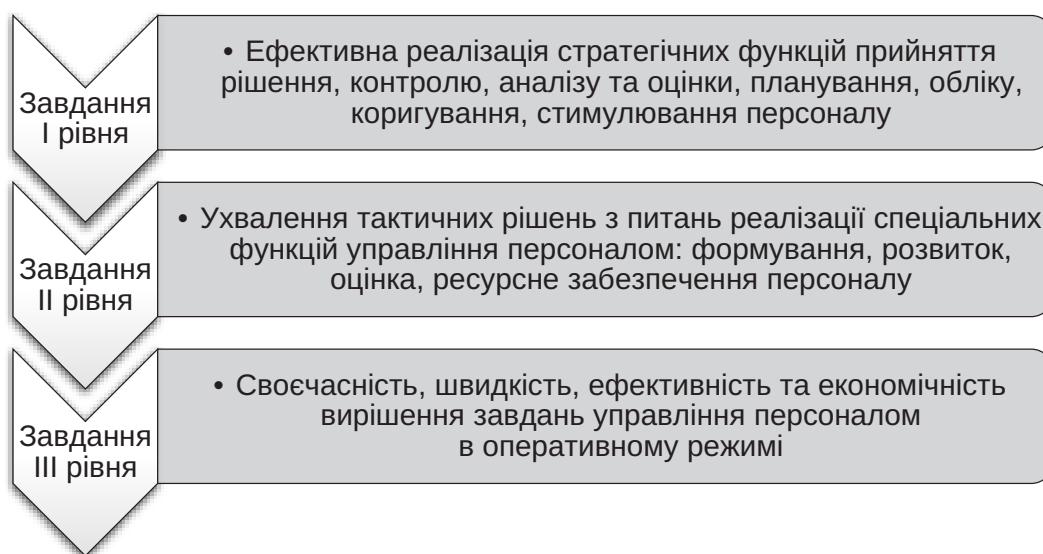 Завдання
І рівня
• Ефективна реалізація стратегічних функцій прийняття
рішення, контролю, аналізу та оцінки, планування, обліку,
коригування, стимулювання персоналу
Завдання
ІІ рівня
• Ухвалення тактичних рішень з питань реалізації спеціальних
функцій управління персоналом: формування, розвиток,
оцінка, ресурсне забезпечення персоналу
Завдання
ІІІ рівня
• Своєчасність, швидкість, ефективність та економічність
вирішення завдань управління персоналом
в оперативному режимі